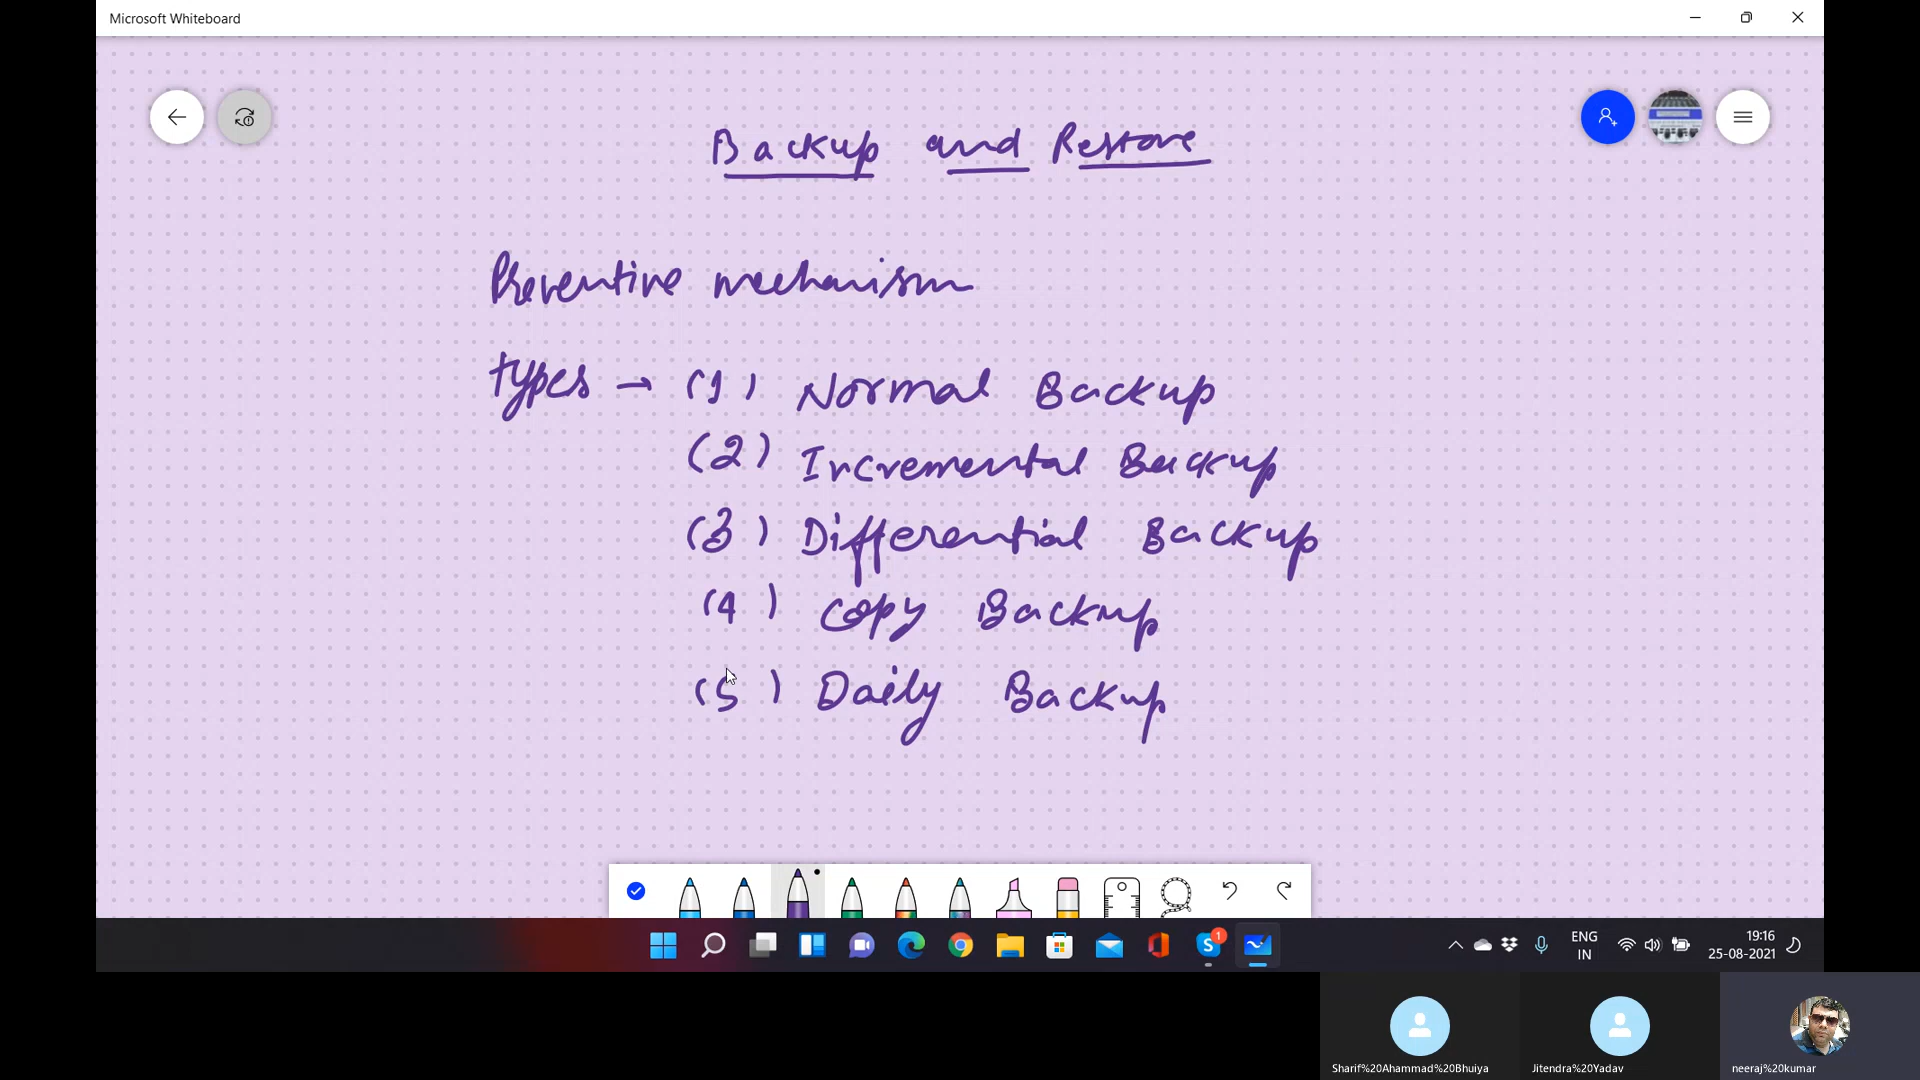 Microsoft Whiteboard
Backup and Restore
Preventive mechanism
types → (1) Normal Backup
(2) Incremental Backup
(3) Differential Backup
(4) Copy Backup
(5) Daily Backup
1
ENG
IN
19:16
25-08-2021
Sharif%20Ahammad%20Bhuiya
Jitendra%20Yadav
neeraj%20kumar